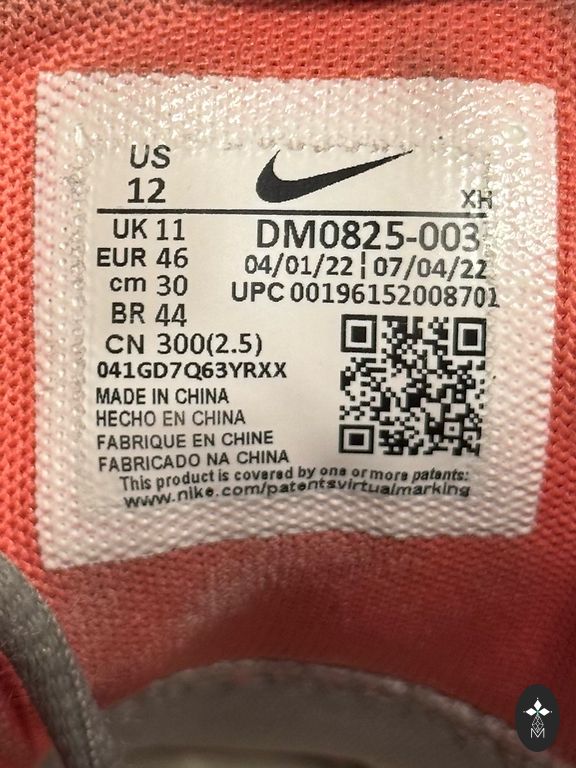 US
12
XH
UK 11
EUR 46
cm 30
BR 44
CN 300(2.5)
DM0825-003
04/01/22 | 07/04/22
UPC 00196152008701
041GD7Q63YRXX
MADE IN CHINA
HECHO EN CHINA
FABRIQUE EN CHINE
FABRICADO NA CHINA
This product is covered by one or more patents:
www.nike.com/patentsvirtualmarking
M